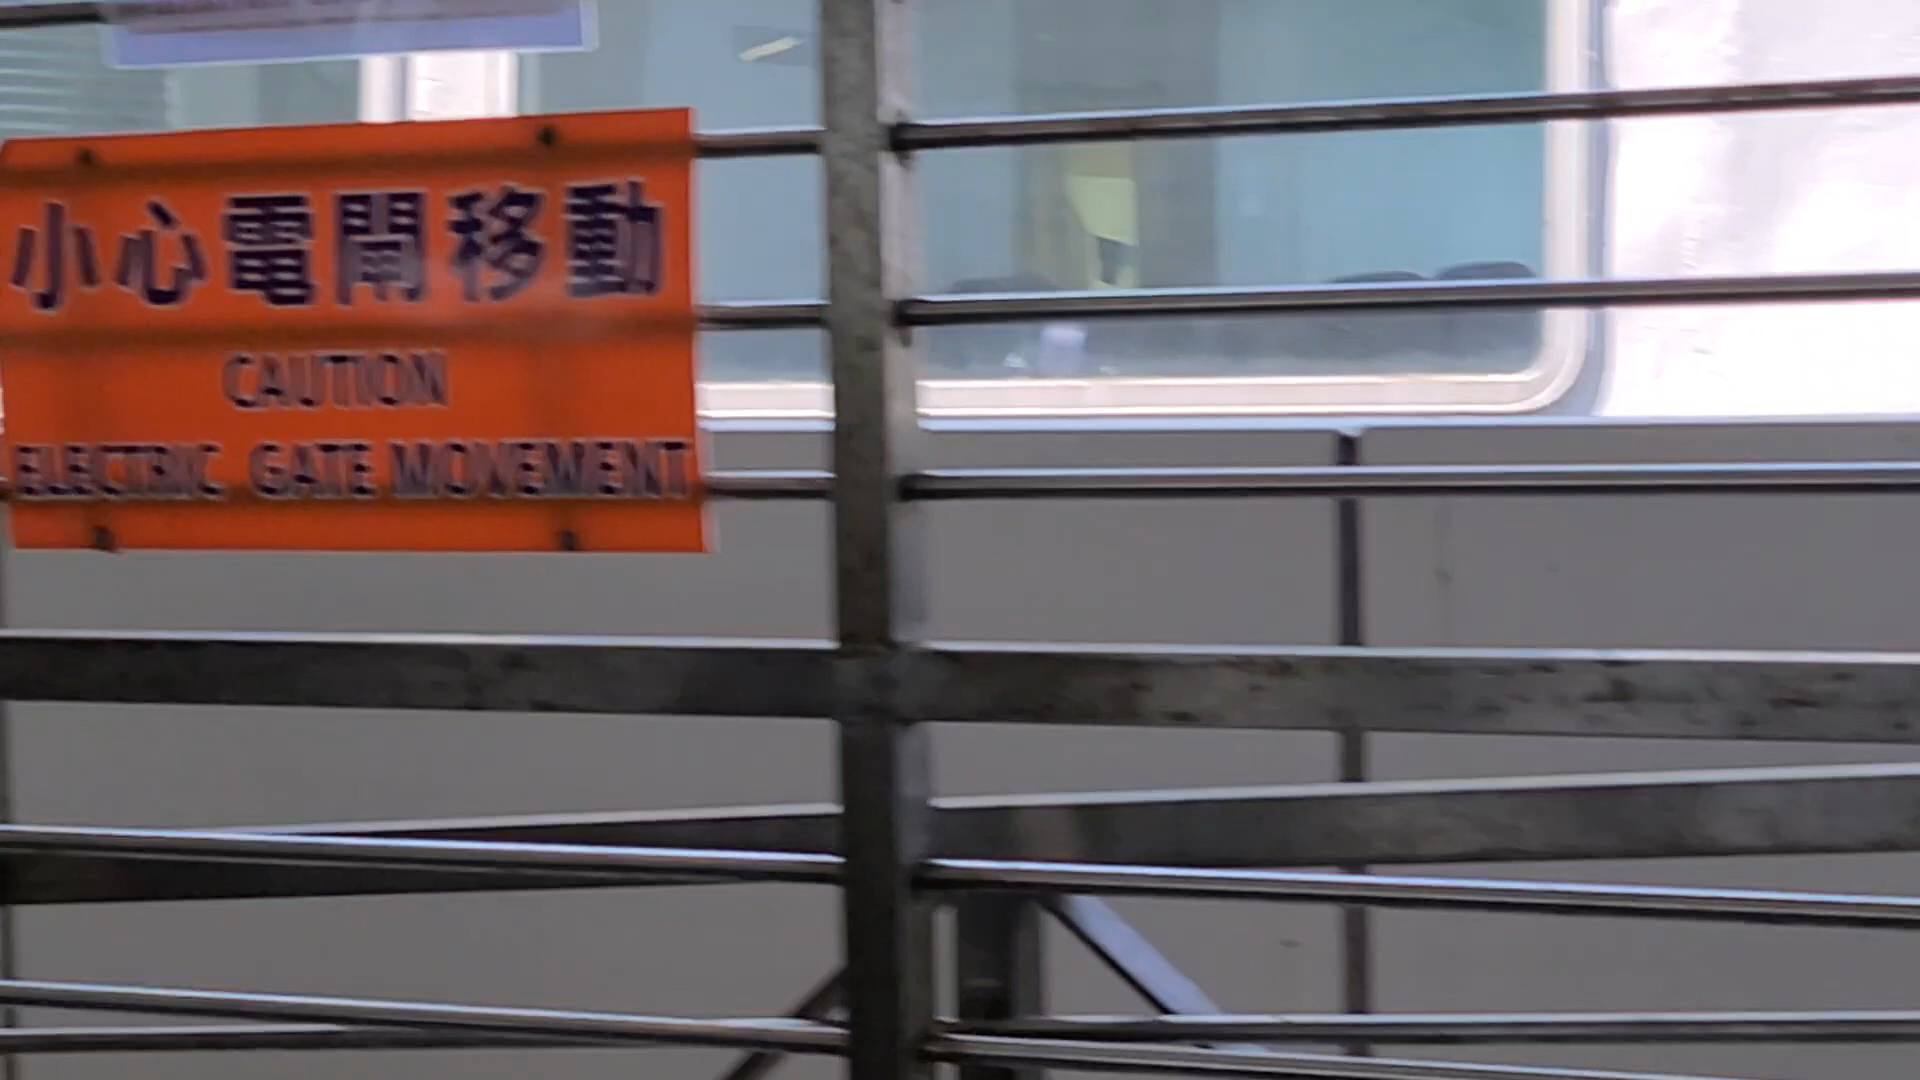 小心電閘移動
CAUTION
ELECTRIC GATE MOVEMENT